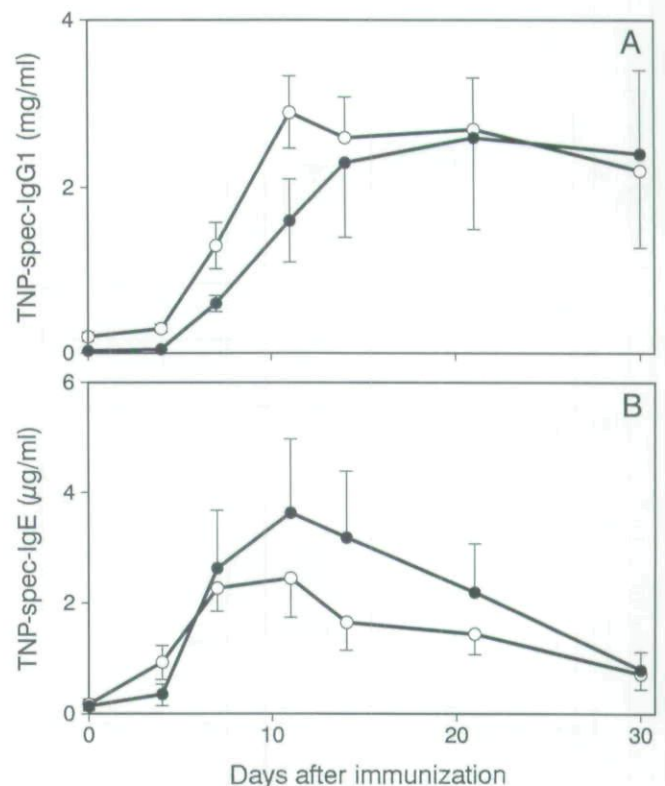 4
A
TNP-spec-IgG1 (mg/ml)
2
0
6
B
TNP-spec-IgE (µg/ml)
4
2
0
0 10 20 30
Days after immunization